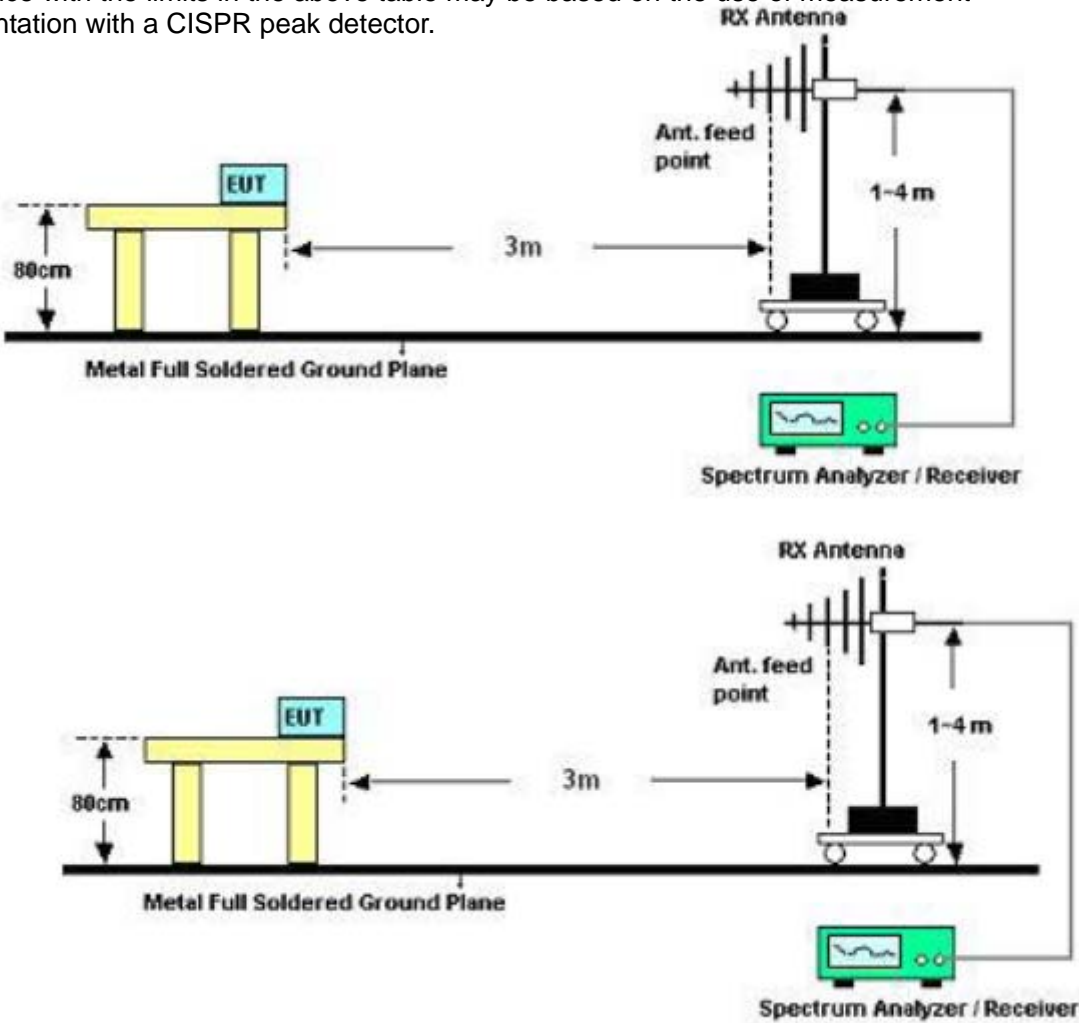 ntation with a CISPR peak detector.
RX Antenna
Ant. feed
point
EUT
1~4 m
3m
80cm
Metal Full Soldered Ground Plane
Spectrum Analyzer / Receiver
RX Antenna
Ant. feed
point
EUT
1~4 m
3m
80cm
Metal Full Soldered Ground Plane
Spectrum Analyzer / Receiver